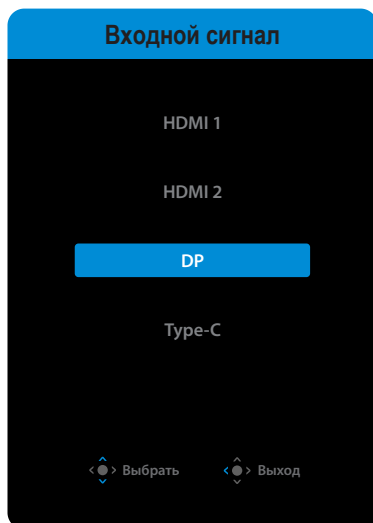 Входной сигнал
HDMI 1
HDMI 2
DP
Type-C
Выбрать Выход